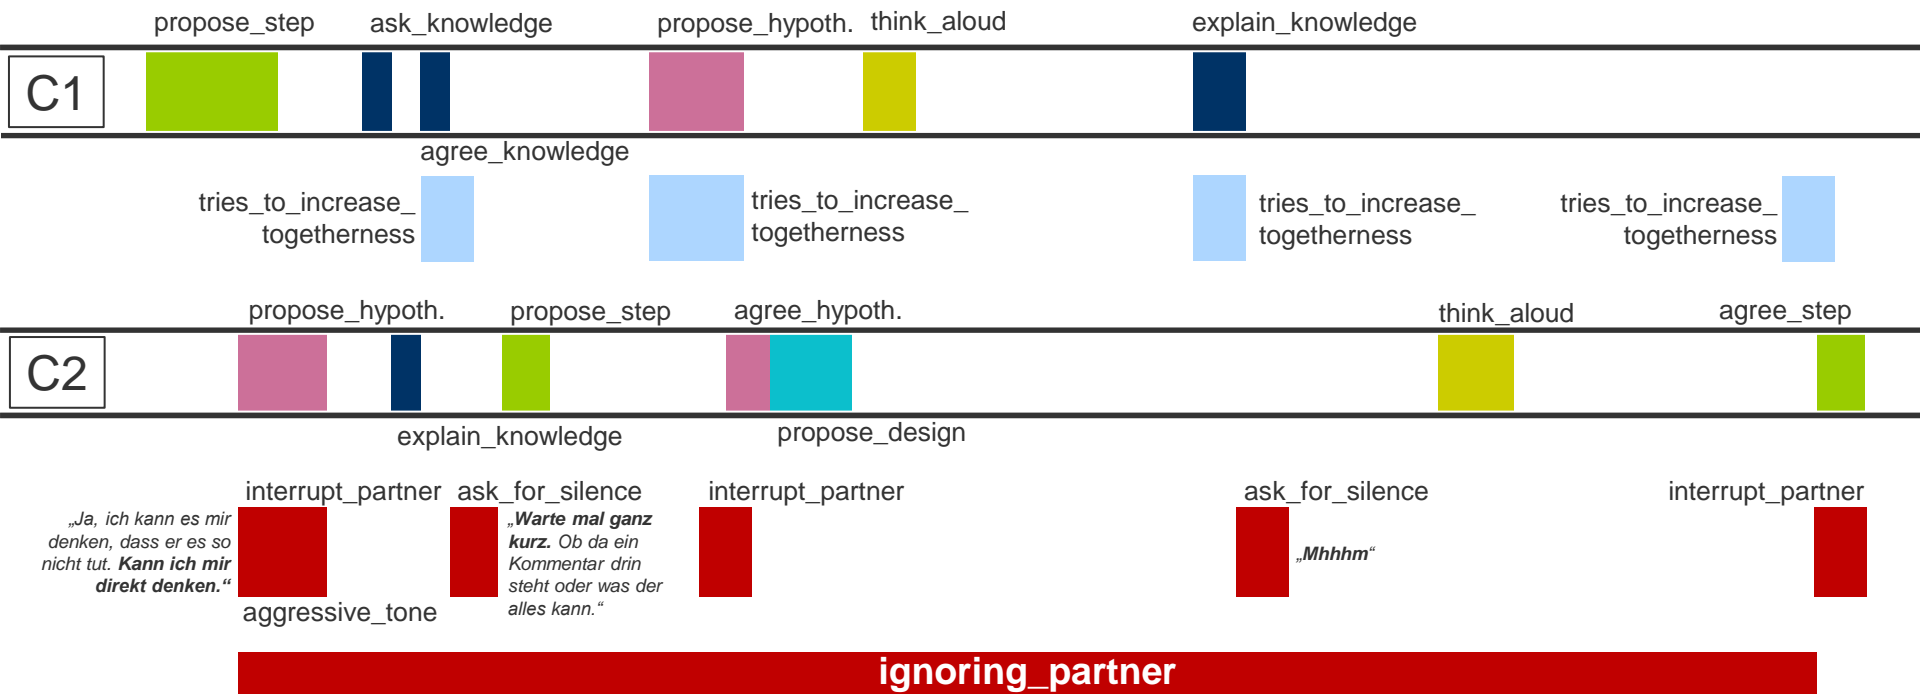 propose_step ask_knowledge propose_hypoth. think_aloud explain_knowledge
C1
agree_knowledge
tries_to_increase_
togetherness
tries_to_increase_
togetherness
tries_to_increase_
togetherness
tries_to_increase_
togetherness
propose_hypoth. propose_step agree_hypoth. think_aloud agree_step
C2
explain_knowledge propose_design
interrupt_partner ask_for_silence interrupt_partner ask_for_silence interrupt_partner
„Ja, ich kann es mir
denken, dass er es so
nicht tut. Kann ich mir
direkt denken.“
„Warte mal ganz
kurz. Ob da ein
Kommentar drin
steht oder was der
alles kann.“
„Mhhhm“
aggressive_tone
ignoring_partner